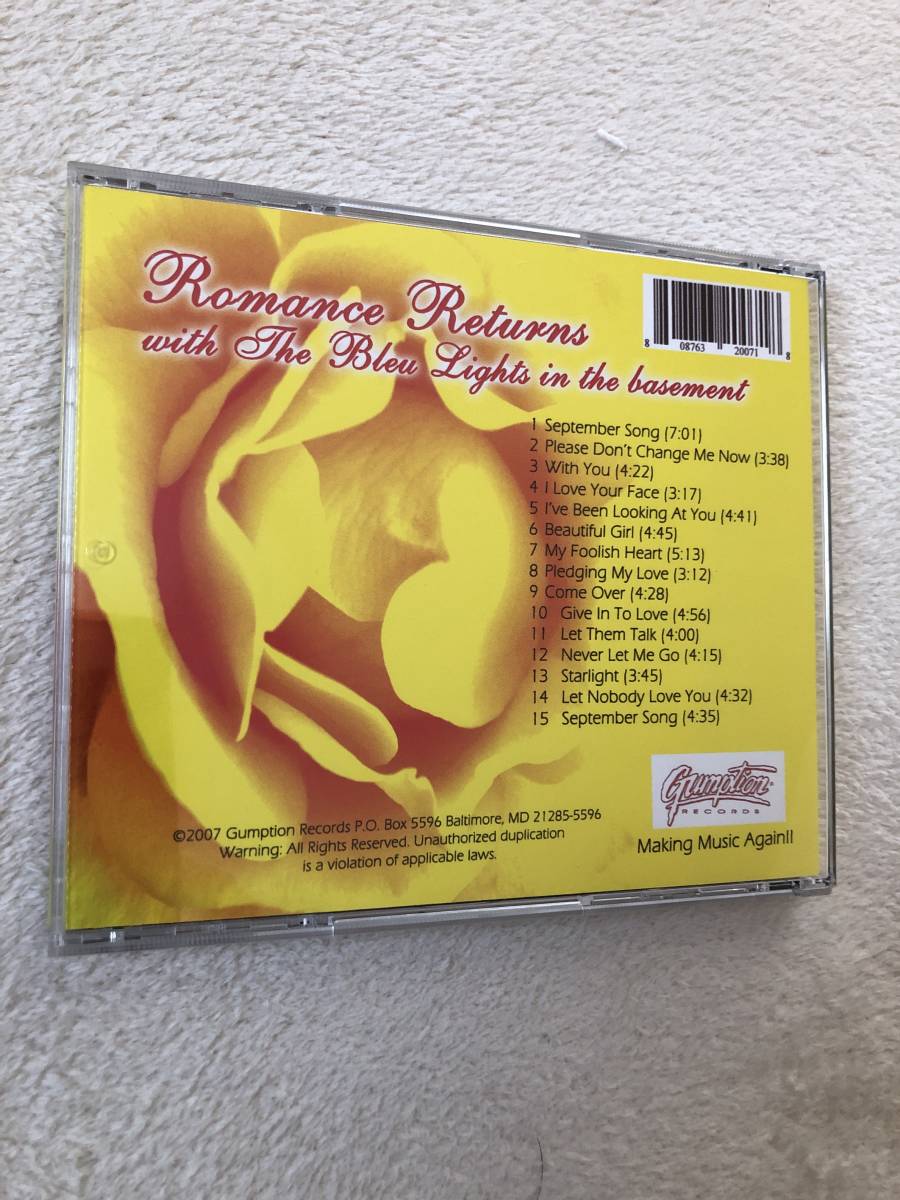 Romance Returns
with The Bleu Lights in the basement
8 08763 20071 8
1 September Song (7:01)
2 Please Don't Change Me Now (3:38)
3 With You (4:22)
4 I Love Your Face (3:17)
5 I've Been Looking At You (4:41)
6 Beautiful Girl (4:45)
7 My Foolish Heart (5:13)
8 Pledging My Love (3:12)
9 Come Over (4:28)
10 Give In To Love (4:56)
11 Let Them Talk (4:00)
12 Never Let Me Go (4:15)
13 Starlight (3:45)
14 Let Nobody Love You (4:32)
15 September Song (4:35)
Gumption
RECORDS
Making Music Again!!
©2007 Gumption Records P.O. Box 5596 Baltimore, MD 21285-5596
Warning: All Rights Reserved. Unauthorized duplication
is a violation of applicable laws.